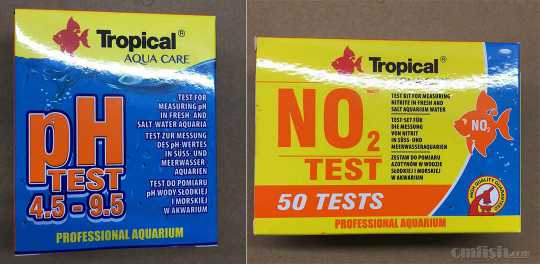 Tropical®
AQUA CARE
TEST FOR
MEASURING pH
IN FRESH- AND
SALT-WATER AQUARIA
TEST ZUR MESSUNG
DES pH-WERTES
IN SÜSS- UND
MEERWASSER-
AQUARIEN
TEST DO POMIARU
pH WODY SŁODKIEJ
I MORSKIEJ
W AKWARIUM
pH
TEST
4.5 - 9.5
PROFESSIONAL AQUARIUM
Tropical®
NO2
TEST
50 TESTS
TEST KIT FOR MEASURING
NITRITE IN FRESH AND
SALT AQUARIUM WATER
TEST-SET FÜR
DIE MESSUNG
VON NITRIT
IN SÜSS- UND
MEERWASSERAQUARIEN
ZESTAW DO POMIARU
AZOTYNÓW W WODZIE
SŁODKIEJ I MORSKIEJ
W AKWARIUM
NO2
PROFESSIONAL AQUARIUM